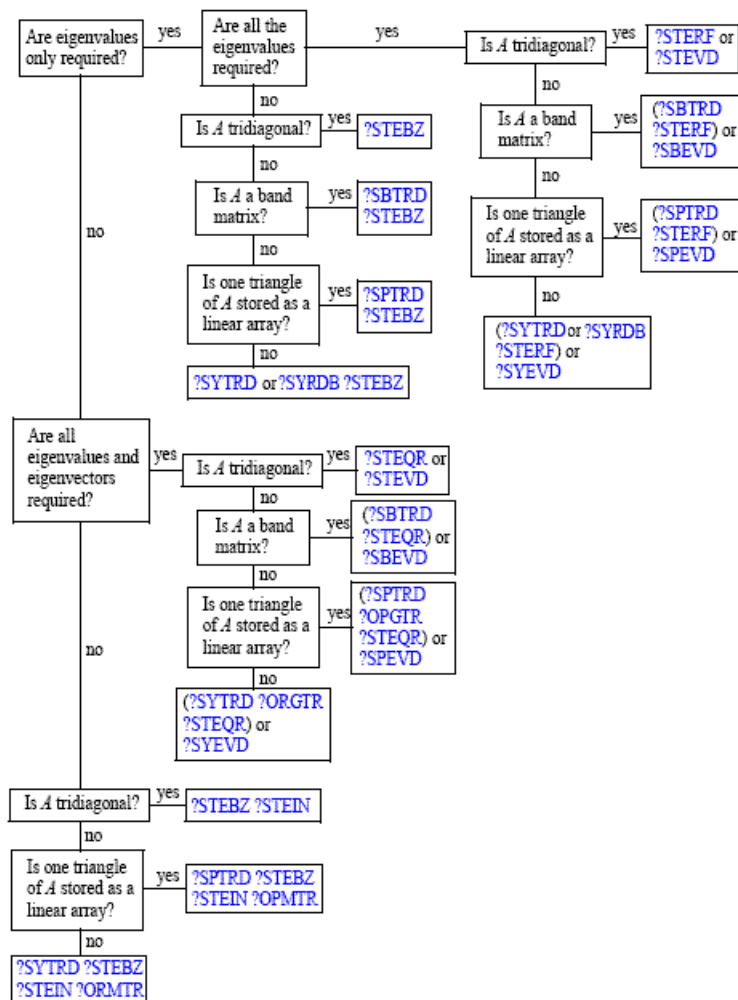 Are eigenvalues
only required?
yes
Are all the
eigenvalues
required?
yes
Is A tridiagonal?
yes
?STERF or
?STEVD
no
no
Is A tridiagonal?
yes
?STEBZ
Is A a band
matrix?
yes
(?SBTRD
?STERF) or
?SBEVD
no
no
Is A a band
matrix?
yes
?SBTRD
?STEBZ
Is one triangle
of A stored as a
linear array?
yes
(?SPTRD
?STERF) or
?SPEVD
no
no
Is one triangle
of A stored as a
linear array?
yes
?SPTRD
?STEBZ
no
(?SYTRD or ?SYRDB
?STERF) or
?SYEVD
no
?SYTRD or ?SYRDB ?STEBZ
Are all
eigenvalues and
eigenvectors
required?
yes
Is A tridiagonal?
yes
?STEQR or
?STEVD
no
Is A a band
matrix?
yes
(?SBTRD
?STEQR) or
?SBEVD
no
Is one triangle
of A stored as a
linear array?
yes
(?SPTRD
?OPGTR
?STEQR) or
?SPEVD
no
no
(?SYTRD ?ORGTR
?STEQR) or
?SYEVD
Is A tridiagonal?
yes
?STEBZ ?STEIN
no
Is one triangle
of A stored as a
linear array?
yes
?SPTRD ?STEBZ
?STEIN ?OPMTR
no
?SYTRD ?STEBZ
?STEIN ?ORMTR